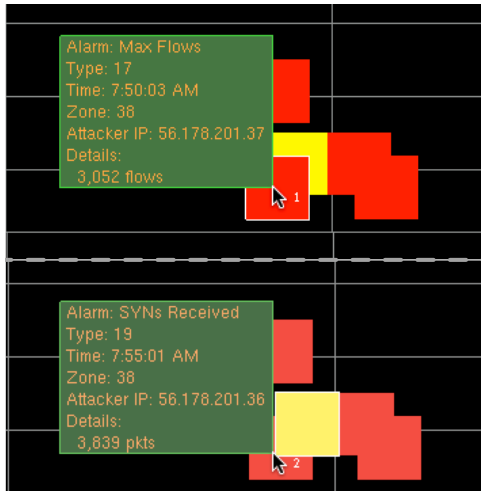 Alarm: Max Flows
Type: 17
Time: 7:50:03 AM
Zone: 38
Attacker IP: 56.178.201.37
Details:
3,052 flows
1
Alarm: SYNs Received
Type: 19
Time: 7:55:01 AM
Zone: 38
Attacker IP: 56.178.201.36
Details:
3,839 pkts
2